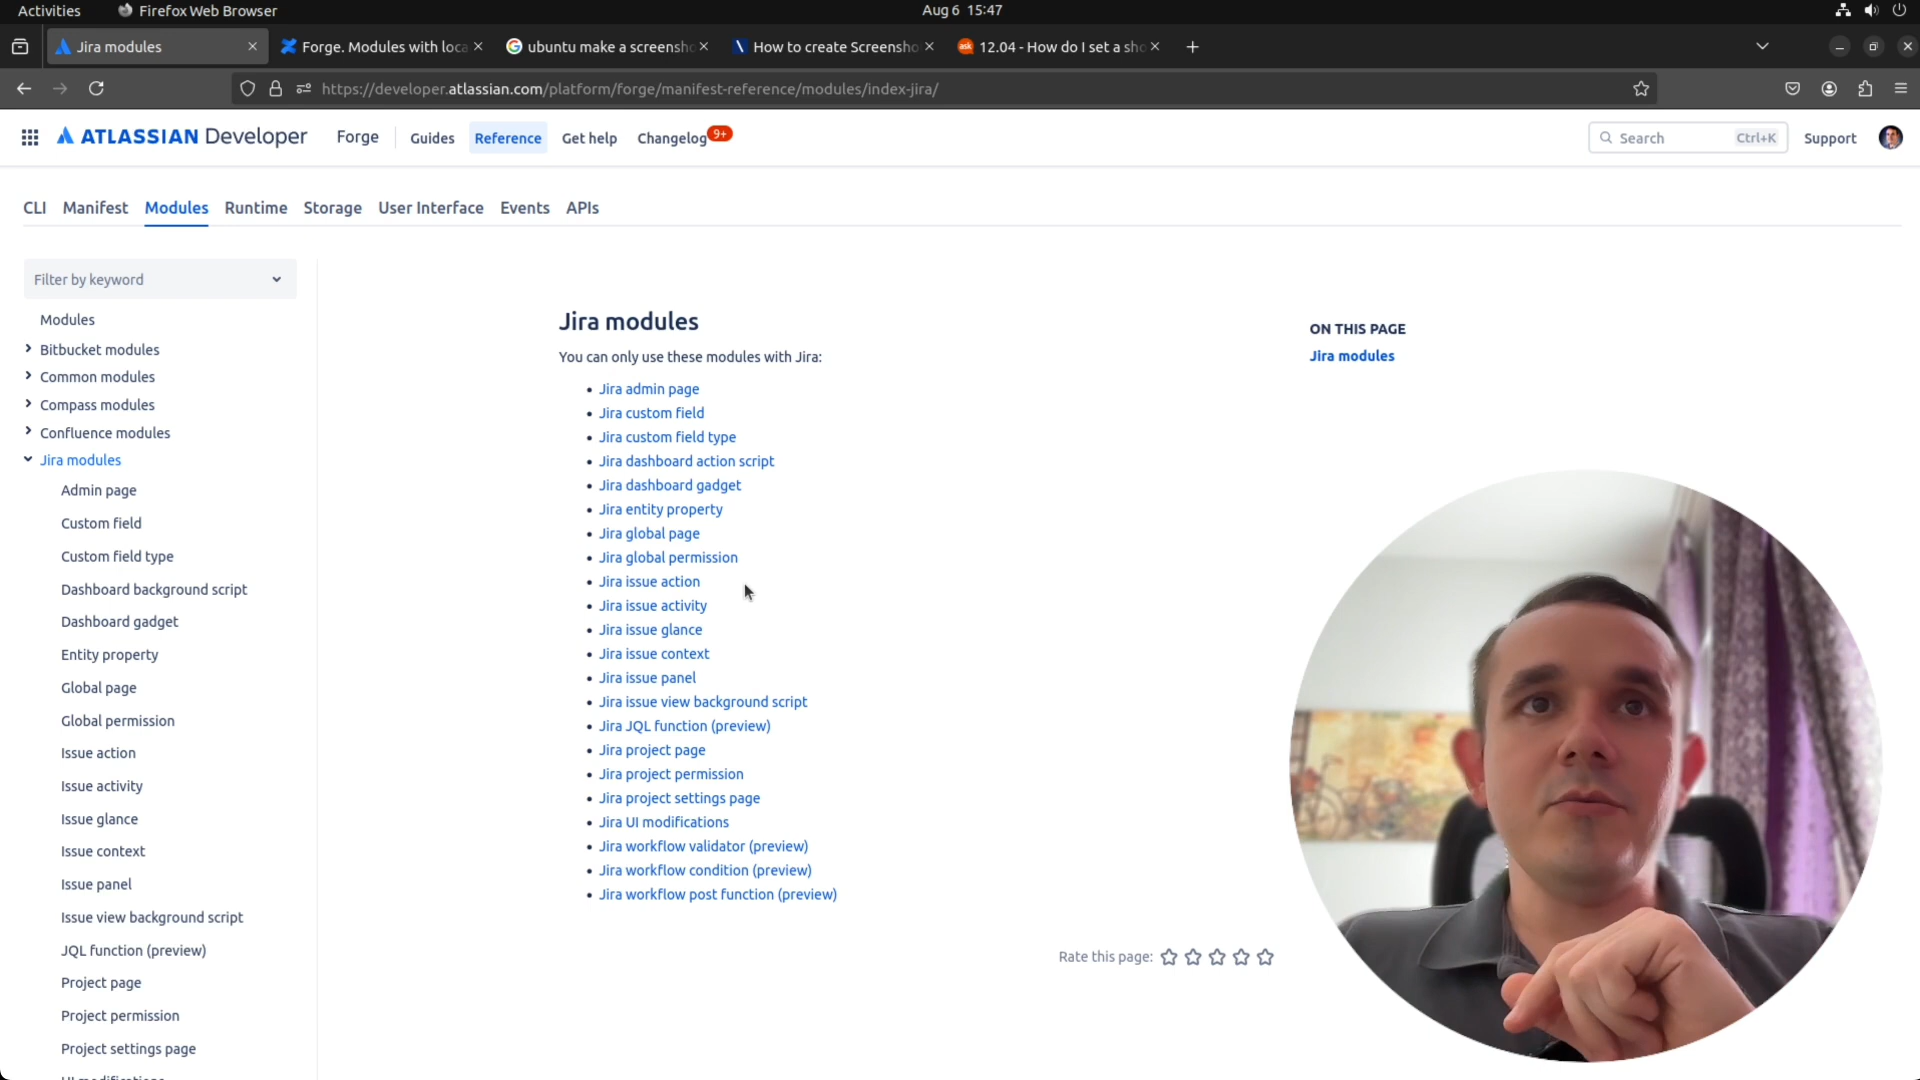 Activities
Firefox Web Browser
Aug 6 15:47
Jira modules
Forge. Modules with loca
ubuntu make a screensho
How to create Screensho
12.04 - How do I set a sho
https://developer.atlassian.com/platform/forge/manifest-reference/modules/index-jira/
ATLASSIAN Developer
Forge
Guides
Reference
Get help
Changelog
9+
Search
Ctrl+K
Support
CLI
Manifest
Modules
Runtime
Storage
User Interface
Events
APIs
Filter by keyword
Modules
Bitbucket modules
Common modules
Compass modules
Confluence modules
Jira modules
Admin page
Custom field
Custom field type
Dashboard background script
Dashboard gadget
Entity property
Global page
Global permission
Issue action
Issue activity
Issue glance
Issue context
Issue panel
Issue view background script
JQL function (preview)
Project page
Project permission
Project settings page
Jira modules
You can only use these modules with Jira:
Jira admin page
Jira custom field
Jira custom field type
Jira dashboard action script
Jira dashboard gadget
Jira entity property
Jira global page
Jira global permission
Jira issue action
Jira issue activity
Jira issue glance
Jira issue context
Jira issue panel
Jira issue view background script
Jira JQL function (preview)
Jira project page
Jira project permission
Jira project settings page
Jira UI modifications
Jira workflow validator (preview)
Jira workflow condition (preview)
Jira workflow post function (preview)
Rate this page:
ON THIS PAGE
Jira modules